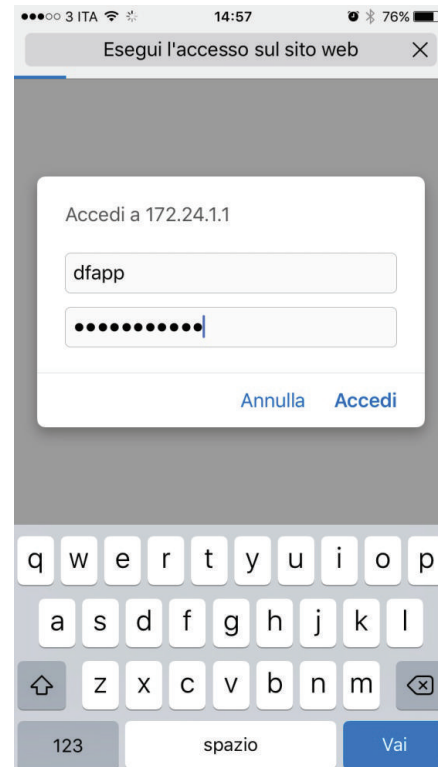 3 ITA 14:57 76%
Esegui l'accesso sul sito web
Accedi a 172.24.1.1
dfapp
•••••••••••
Annulla Accedi
q w e r t y u i o p
a s d f g h j k l
z x c v b n m
123 spazio Vai